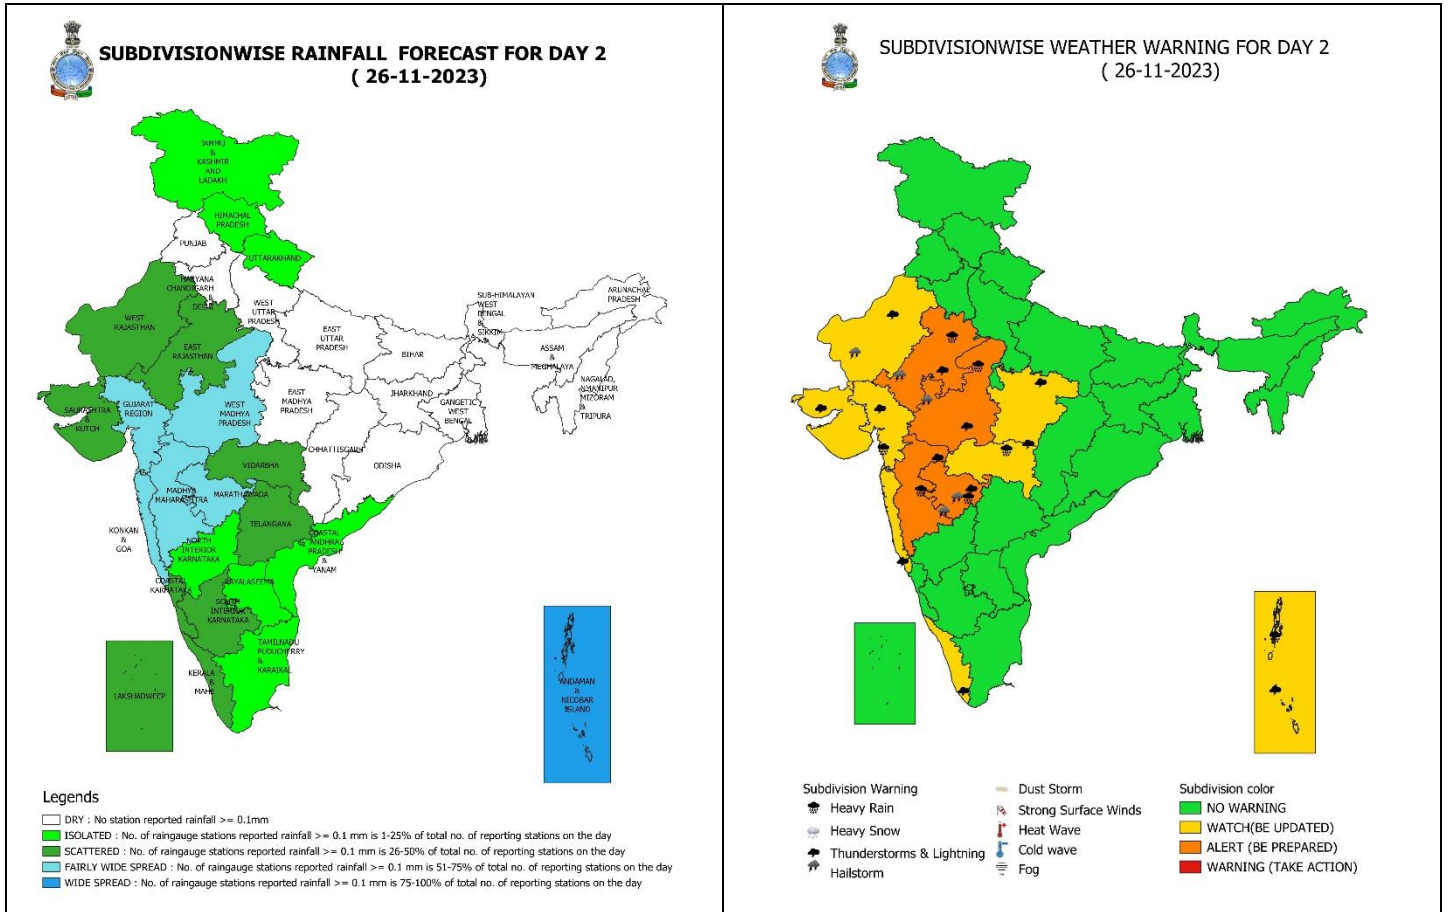 SUBDIVISIONWISE RAINFALL FORECAST FOR DAY 2
( 26-11-2023)
JAMMU
&
KASHMIR
AND
LADAKH
HIMACHAL
PRADESH
PUNJAB
UTTARAKHAND
HARYANA
CHANDIGARH
&
DELHI
WEST
UTTAR
PRADESH
SUB-HIMALAYAN
WEST
BENGAL
&
SIKKIM
ARUNACHAL
PRADESH
WEST
RAJASTHAN
EAST
RAJASTHAN
EAST
UTTAR
PRADESH
BIHAR
ASSAM
&
MEGHALAYA
NAGALAD,
MANIPUR
MIZORAM
&
TRIPURA
SAURASHTRA
&
KUTCH
GUJARAT
REGION
WEST
MADHYA
PRADESH
EAST
MADHYA
PRADESH
JHARKHAND
GANGETIC
WEST
BENGAL
CHHATTISGARH
ODISHA
VIDARBHA
MADHYA
MAHARASHTRA
MARATHAWADA
TELANGANA
KONKAN
&
GOA
NORTH
INTERIOR
KARNATAKA
COASTAL
ANDHRA
PRADESH
&
YANAM
COASTAL
KARNATAKA
RAYALASEEMA
SOUTH
INTERIOR
KARNATAKA
TAMILNADU
PUDUCHERRY
&
KARAIKAL
KERALA
&
MAHE
LAKSHADWEEP
ANDAMAN
&
NICOBAR
ISLAND
Legends
DRY : No station reported rainfall >= 0.1mm
ISOLATED : No. of raingauge stations reported rainfall >= 0.1 mm is 1-25% of total no. of reporting stations on the day
SCATTERED : No. of raingauge stations reported rainfall >= 0.1 mm is 26-50% of total no. of reporting stations on the day
FAIRLY WIDE SPREAD : No. of raingauge stations reported rainfall >= 0.1 mm is 51-75% of total no. of reporting stations on the day
WIDE SPREAD : No. of raingauge stations reported rainfall >= 0.1 mm is 75-100% of total no. of reporting stations on the day
SUBDIVISIONWISE WEATHER WARNING FOR DAY 2
( 26-11-2023)
Subdivision Warning
Heavy Rain
Heavy Snow
Thunderstorms & Lightning
Hailstorm
Dust Storm
Strong Surface Winds
Heat Wave
Cold wave
Fog
Subdivision color
NO WARNING
WATCH(BE UPDATED)
ALERT (BE PREPARED)
WARNING (TAKE ACTION)